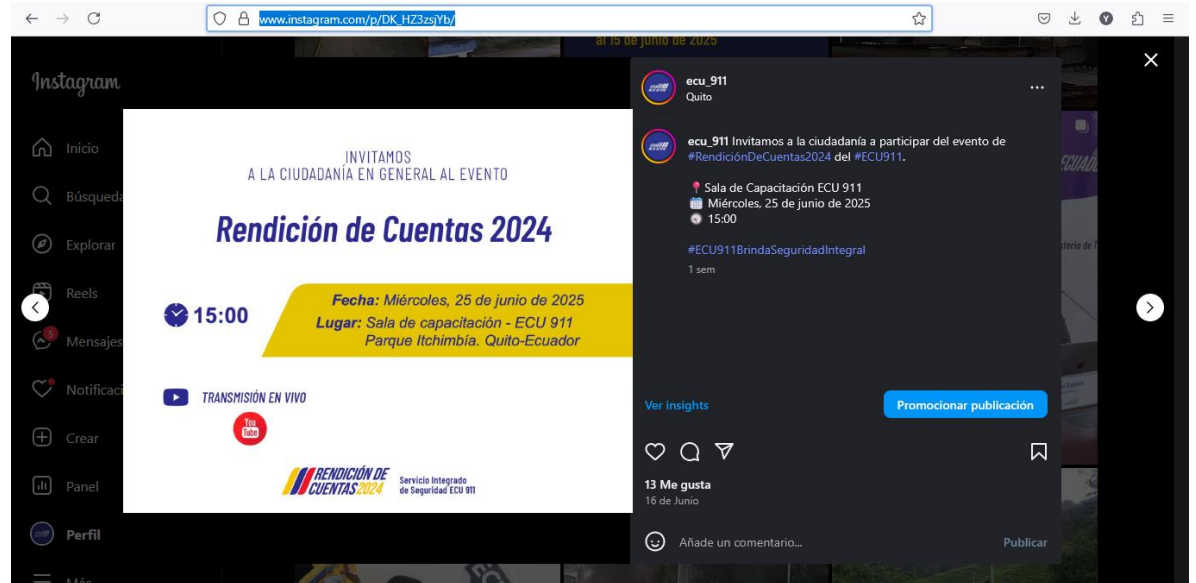 www.instagram.com/p/DK_HZ3zsjYb/
al 15 de junio de 2025
Instagram
Inicio
Búsqueda
Explorar
Reels
5
Mensajes
Notificaci
Crear
Panel
Perfil
Más
INVITAMOS
A LA CIUDADANÍA EN GENERAL AL EVENTO
Rendición de Cuentas 2024
15:00
Fecha: Miércoles, 25 de junio de 2025
Lugar: Sala de capacitación - ECU 911
Parque Itchimbía. Quito-Ecuador
TRANSMISIÓN EN VIVO
You
Tube
RENDICIÓN DE
CUENTAS 2024
Servicio Integrado
de Seguridad ECU 911
ecu_911
Quito
ecu_911 Invitamos a la ciudadanía a participar del evento de
#RendiciónDeCuentas2024 del #ECU911.
📍 Sala de Capacitación ECU 911
🗓️ Miércoles, 25 de junio de 2025
🕒 15:00
#ECU911BrindaSeguridadIntegral
1 sem
Ver insights
Promocionar publicación
13 Me gusta
16 de Junio
Añade un comentario...
Publicar